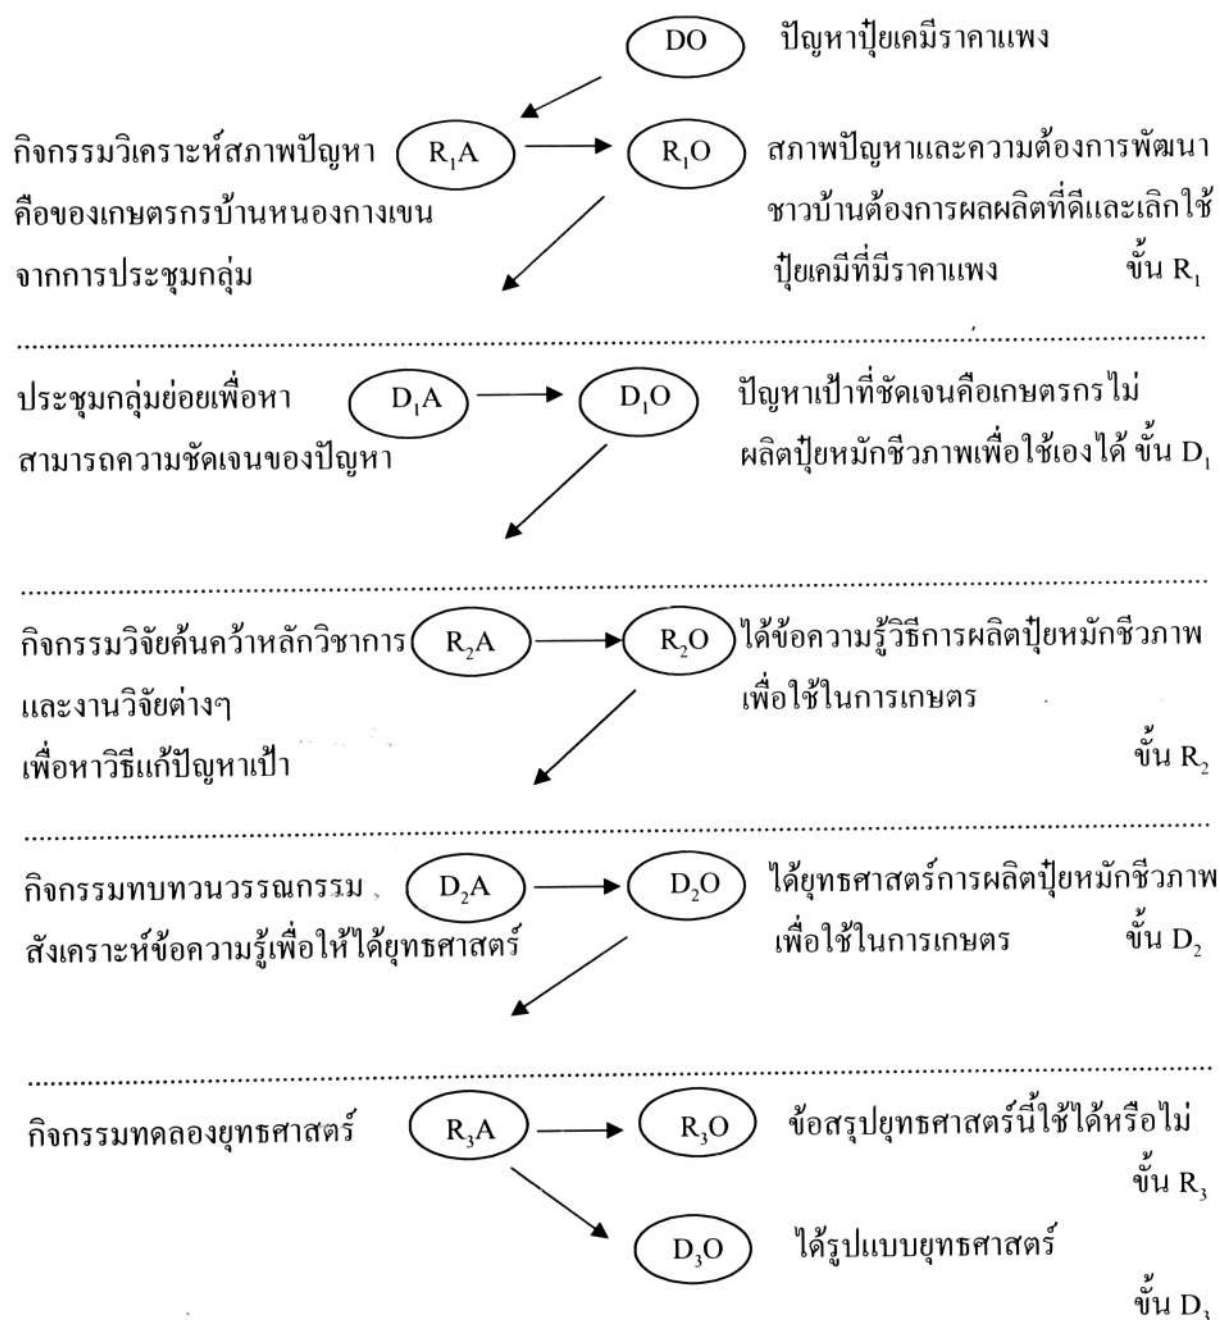 DO ปัญหาปุ๋ยเคมีราคาแพง
กิจกรรมวิเคราะห์สภาพปัญหา R₁A R₁O สภาพปัญหาและความต้องการพัฒนา
คือของเกษตรกรบ้านหนองกางเขน ชาวบ้านต้องการผลผลิตที่ดีและเลิกใช้
จากการประชุมกลุ่ม ปุ๋ยเคมีที่มีราคาแพง ขั้น R₁
ประชุมกลุ่มย่อยเพื่อหา D₁A D₁O ปัญหาเป้าที่ชัดเจนคือเกษตรกรไม่
สามารถความชัดเจนของปัญหา ผลิตปุ๋ยหมักชีวภาพเพื่อใช้เองได้ ขั้น D₁
กิจกรรมวิจัยค้นคว้าหลักวิชาการ R₂A R₂O ได้ข้อความรู้วิธีการผลิตปุ๋ยหมักชีวภาพ
และงานวิจัยต่างๆ เพื่อใช้ในการเกษตร
เพื่อหาวิธีแก้ปัญหาเป้า ขั้น R₂
กิจกรรมทบทวนวรรณกรรม D₂A D₂O ได้ยุทธศาสตร์การผลิตปุ๋ยหมักชีวภาพ
สังเคราะห์ข้อความรู้เพื่อให้ได้ยุทธศาสตร์ เพื่อใช้ในการเกษตร ขั้น D₂
กิจกรรมทดลองยุทธศาสตร์ R₃A R₃O ข้อสรุปยุทธศาสตร์นี้ใช้ได้หรือไม่
ขั้น R₃
D₃O ได้รูปแบบยุทธศาสตร์
ขั้น D₃